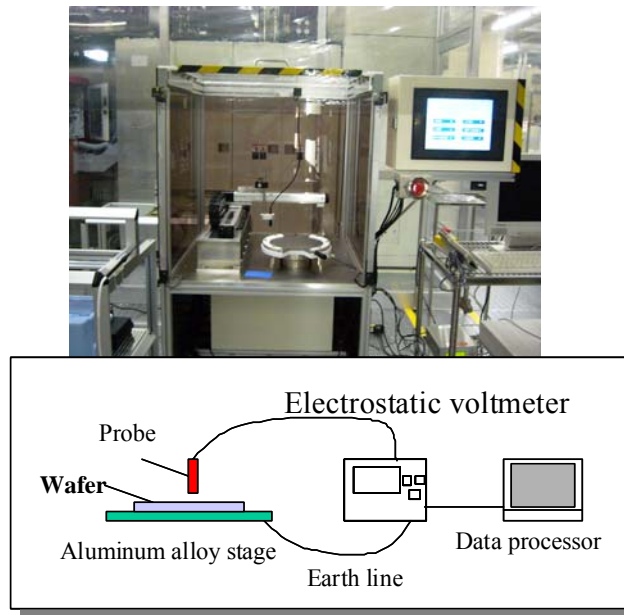 Electrostatic voltmeter
Probe
Wafer
Aluminum alloy stage
Earth line
Data processor